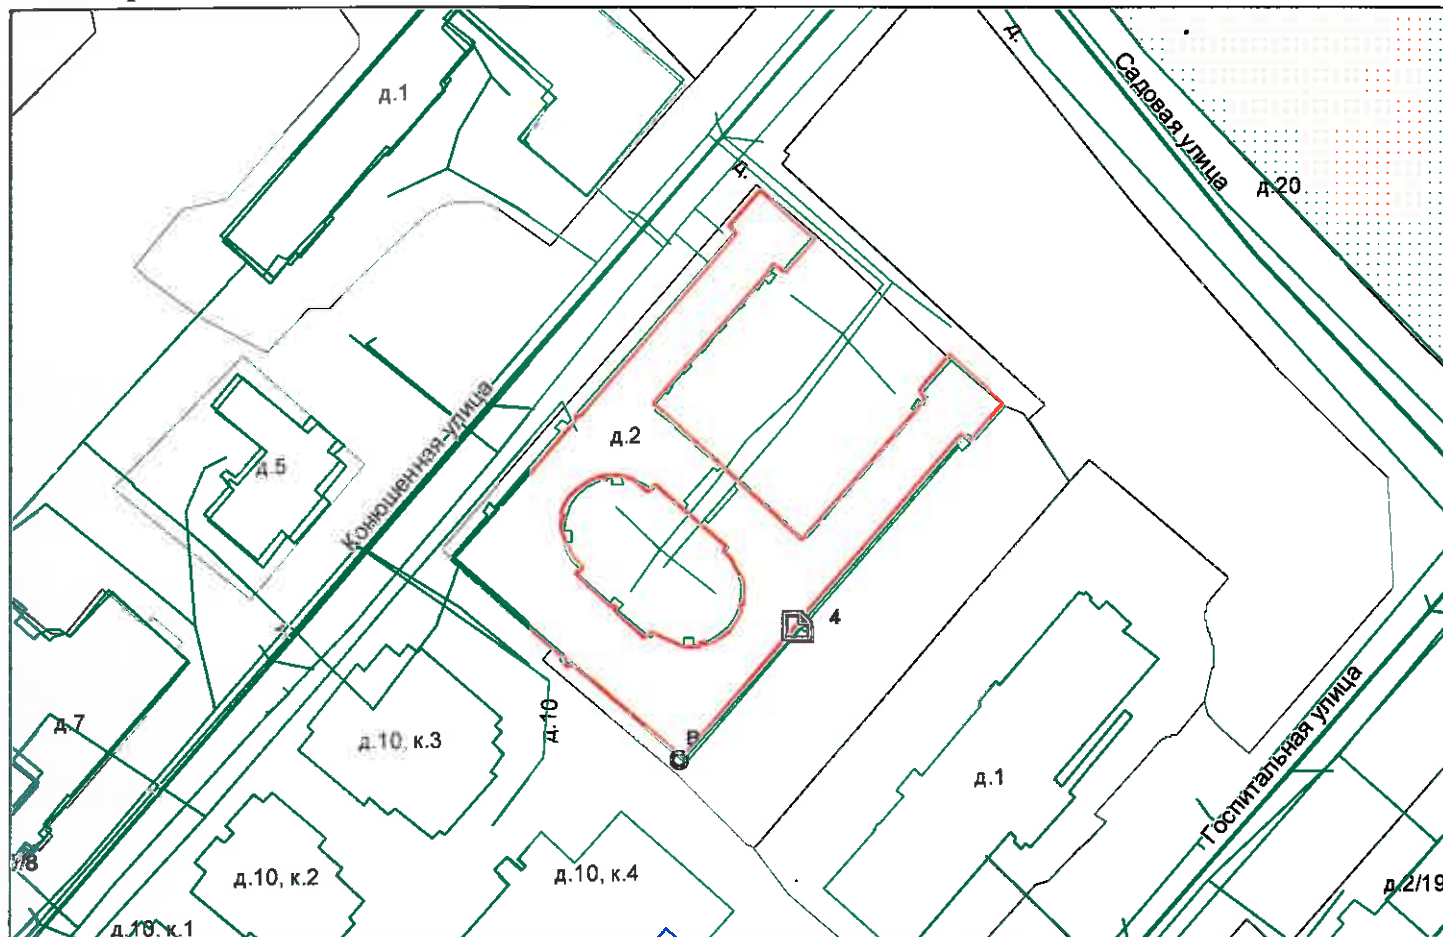 д.
Садовая улица
д.1
д.
д.20
д.2
Конюшенная улица
д.5
4
д.7
д.10
В
д.10, к.3
д.1
Госпитальная улица
д.10, к.2
д.10, к.4
д.2/19
д.10, к.1